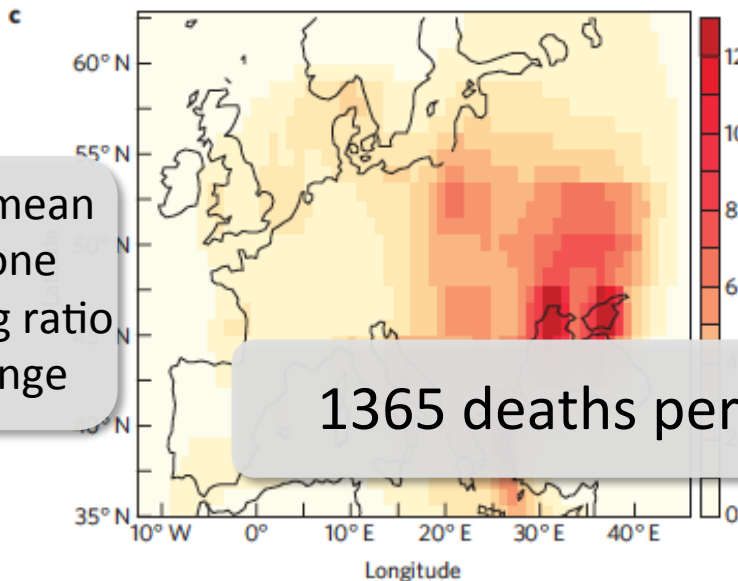 c
60° N
55° N
50° N
45° N
40° N
35° N
mean
one
g ratio
nge
1365 deaths per
12
10
8
6
4
2
0
10° W 0° 10° E 20° E 30° E 40° E
Longitude